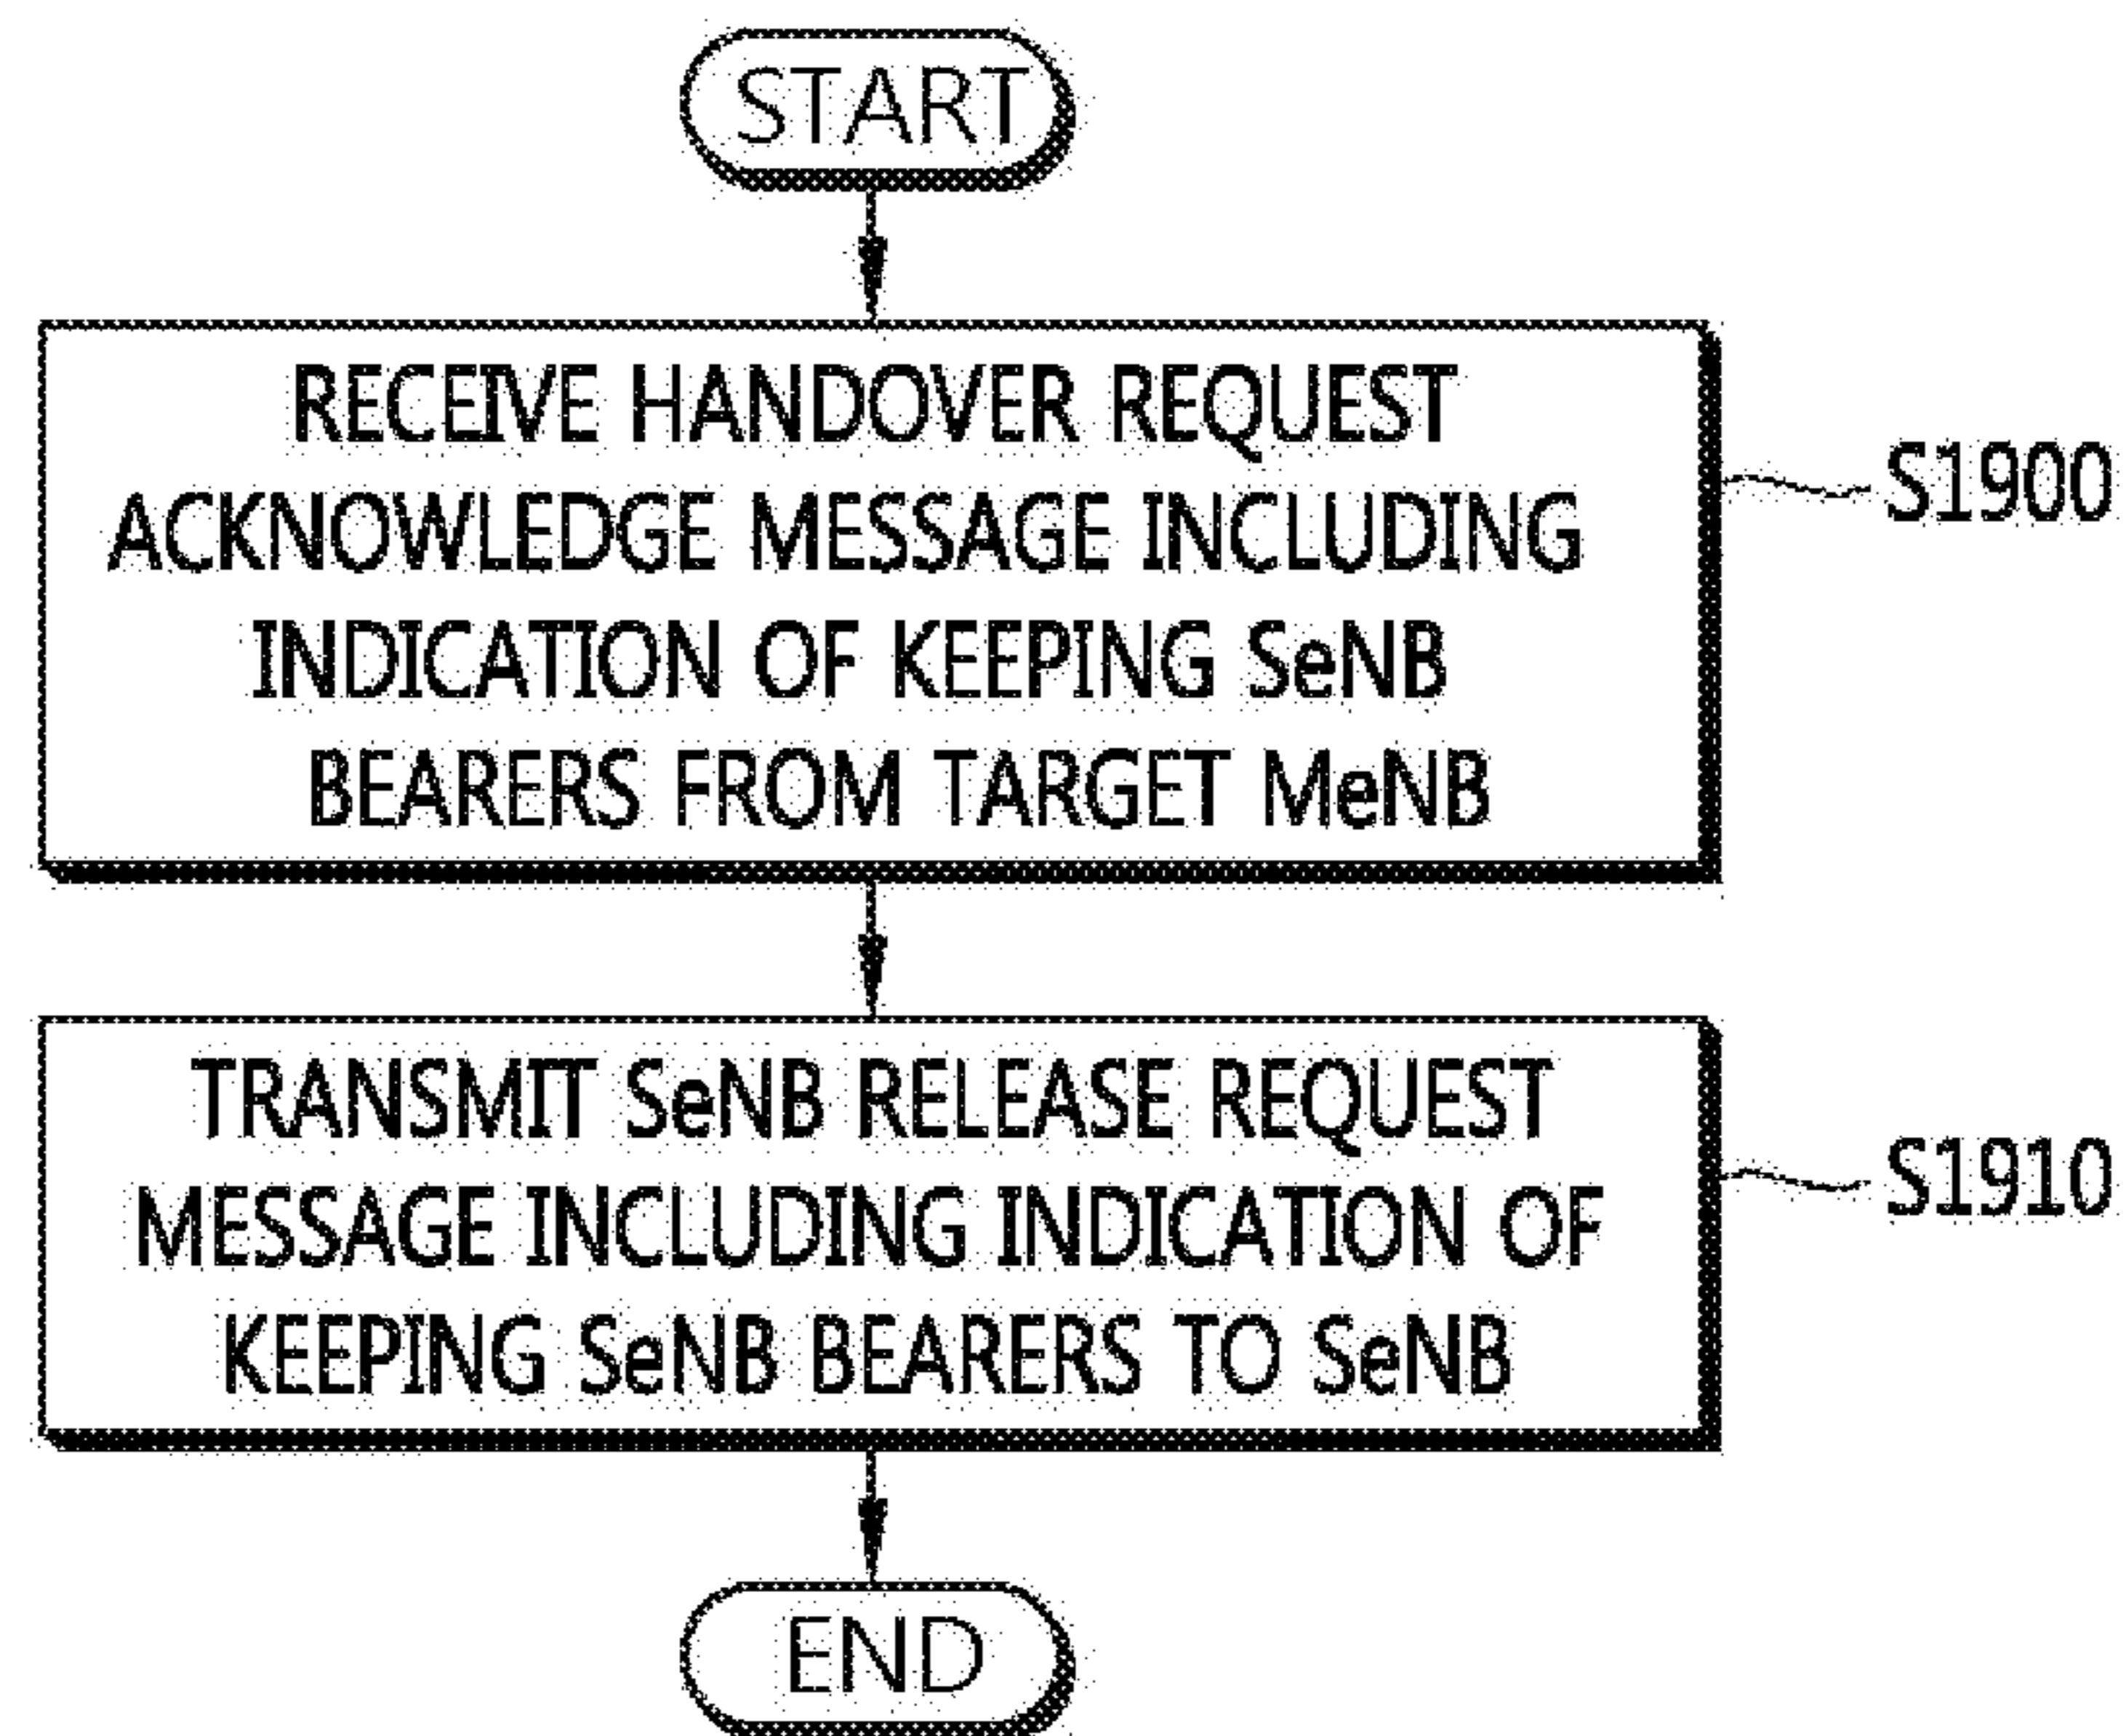 START
RECEIVE HANDOVER REQUEST
ACKNOWLEDGE MESSAGE INCLUDING
INDICATION OF KEEPING SeNB
BEARERS FROM TARGET MeNB
S1900
TRANSMIT SeNB RELEASE REQUEST
MESSAGE INCLUDING INDICATION OF
KEEPING SeNB BEARERS TO SeNB
S1910
END